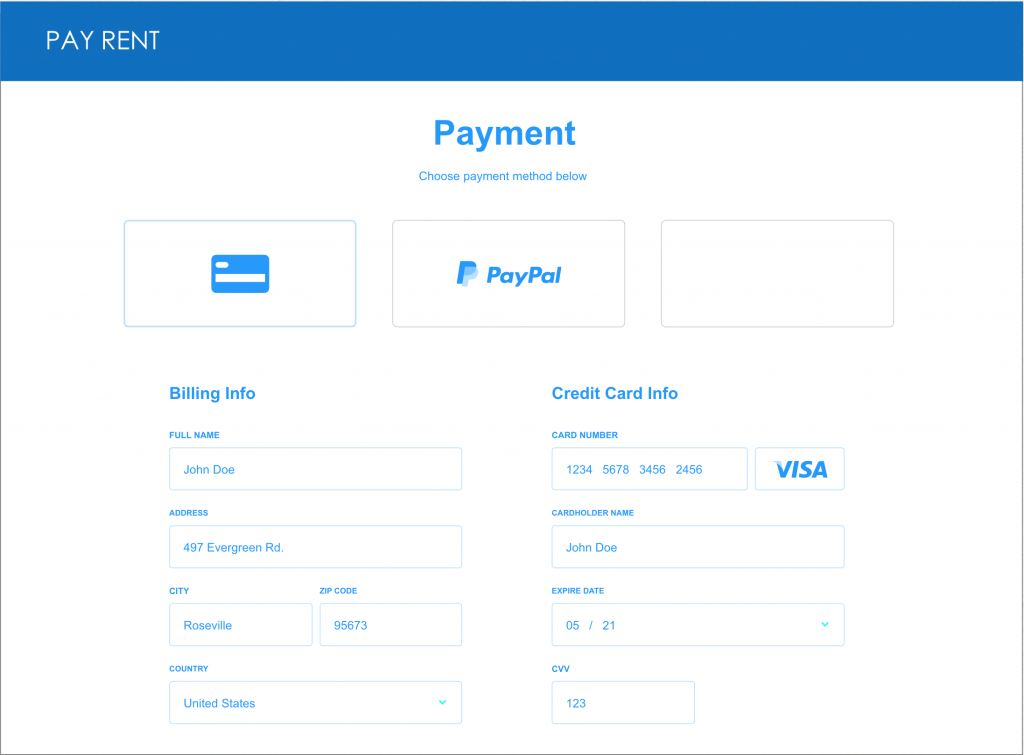 PAY RENT
Payment
Choose payment method below
PayPal
Billing Info
Credit Card Info
FULL NAME
CARD NUMBER
John Doe
1234 5678 3456 2456
VISA
ADDRESS
CARDHOLDER NAME
497 Evergreen Rd.
John Doe
CITY
ZIP CODE
EXPIRE DATE
Roseville
95673
05 / 21
COUNTRY
CVV
United States
123